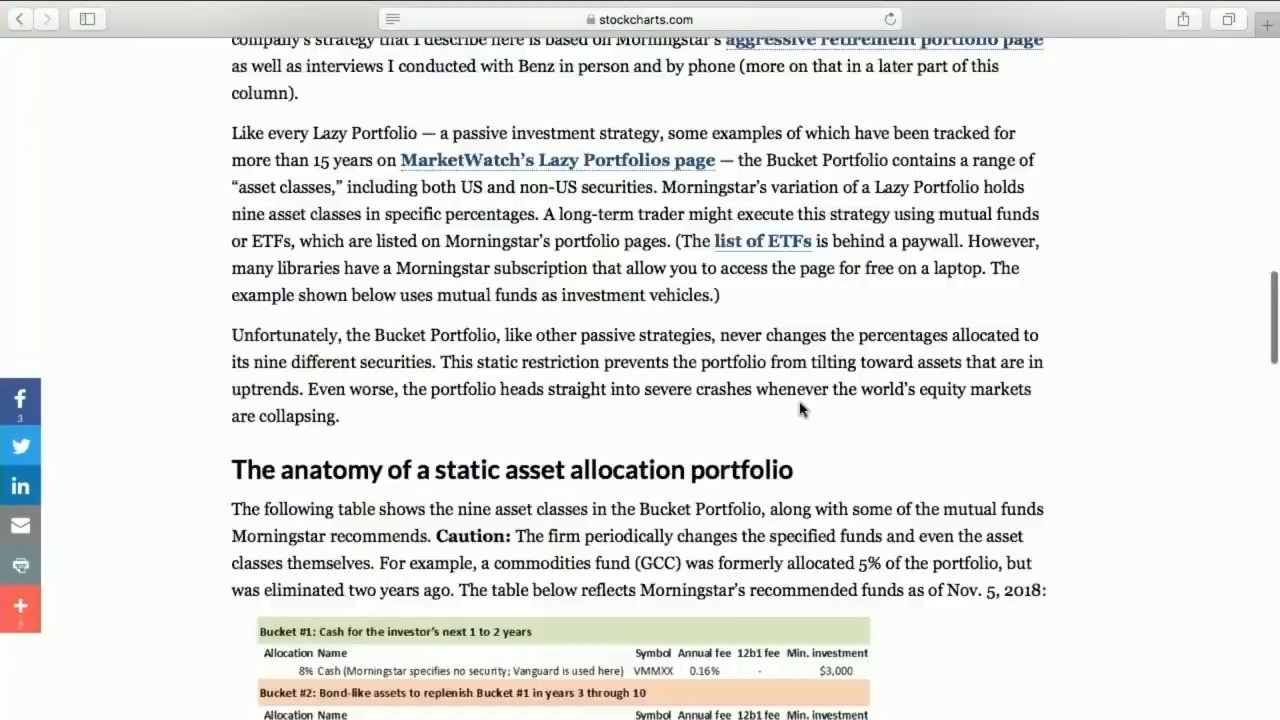 stockcharts.com
company's strategy that I describe here is based on Morningstar's aggressive retirement portfolio page
as well as interviews I conducted with Benz in person and by phone (more on that in a later part of this
column).
Like every Lazy Portfolio — a passive investment strategy, some examples of which have been tracked for
more than 15 years on MarketWatch's Lazy Portfolios page — the Bucket Portfolio contains a range of
“asset classes,” including both US and non-US securities. Morningstar's variation of a Lazy Portfolio holds
nine asset classes in specific percentages. A long-term trader might execute this strategy using mutual funds
or ETFs, which are listed on Morningstar's portfolio pages. (The list of ETFs is behind a paywall. However,
many libraries have a Morningstar subscription that allow you to access the page for free on a laptop. The
example shown below uses mutual funds as investment vehicles.)
Unfortunately, the Bucket Portfolio, like other passive strategies, never changes the percentages allocated to
its nine different securities. This static restriction prevents the portfolio from tilting toward assets that are in
uptrends. Even worse, the portfolio heads straight into severe crashes whenever the world's equity markets
are collapsing.
The anatomy of a static asset allocation portfolio
The following table shows the nine asset classes in the Bucket Portfolio, along with some of the mutual funds
Morningstar recommends. Caution: The firm periodically changes the specified funds and even the asset
classes themselves. For example, a commodities fund (GCC) was formerly allocated 5% of the portfolio, but
was eliminated two years ago. The table below reflects Morningstar's recommended funds as of Nov. 5, 2018:
Bucket #1: Cash for the investor's next 1 to 2 years
Allocation Name Symbol Annual fee 12b1 fee Min. investment
8% Cash (Morningstar specifies no security; Vanguard is used here) VMMXX 0.16% - $3,000
Bucket #2: Bond-like assets to replenish Bucket #1 in years 3 through 10
Allocation Name Symbol Annual fee 12b1 fee Min. investment
f
3
in